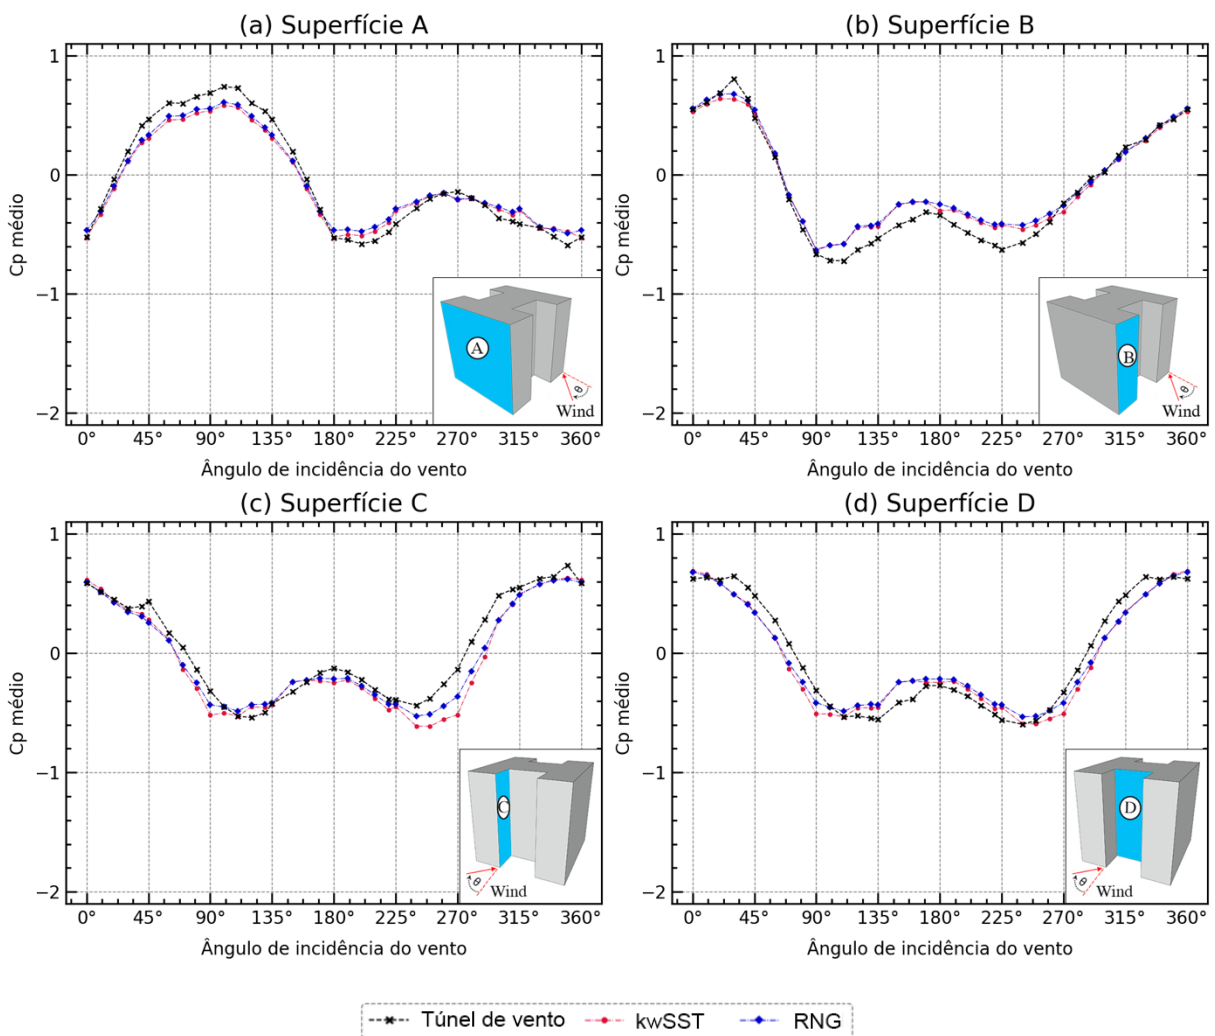 (a) Superfície A
(b) Superfície B
Cp médio
1
0
−1
−2
A
θ
Wind
0° 45° 90° 135° 180° 225° 270° 315° 360°
Ângulo de incidência do vento
Cp médio
1
0
−1
−2
B
θ
Wind
0° 45° 90° 135° 180° 225° 270° 315° 360°
Ângulo de incidência do vento
(c) Superfície C
(d) Superfície D
Cp médio
1
0
−1
−2
C
θ
Wind
0° 45° 90° 135° 180° 225° 270° 315° 360°
Ângulo de incidência do vento
Cp médio
1
0
−1
−2
D
θ
Wind
0° 45° 90° 135° 180° 225° 270° 315° 360°
Ângulo de incidência do vento
Túnel de vento kwSST RNG